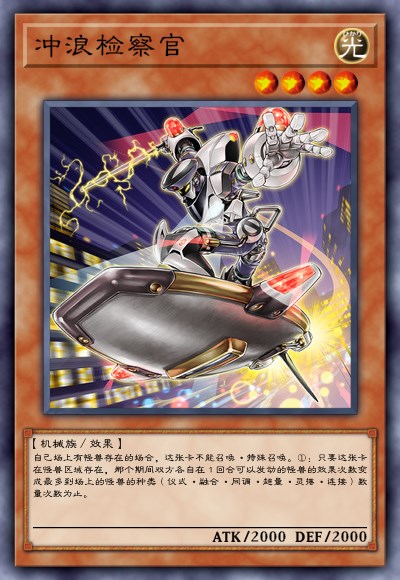 冲浪检察官
光
ひかり
【机械族／效果】
自己场上有怪兽存在的场合，这张卡不能召唤·特殊召唤。①：只要这张卡
在怪兽区域存在，那个期间双方各自在1回合可以发动的怪兽的效果次数变
成最多到场上的怪兽的种类（仪式·融合·同调·超量·灵摆·连接）数
量次数为止。
ATK/2000 DEF/2000